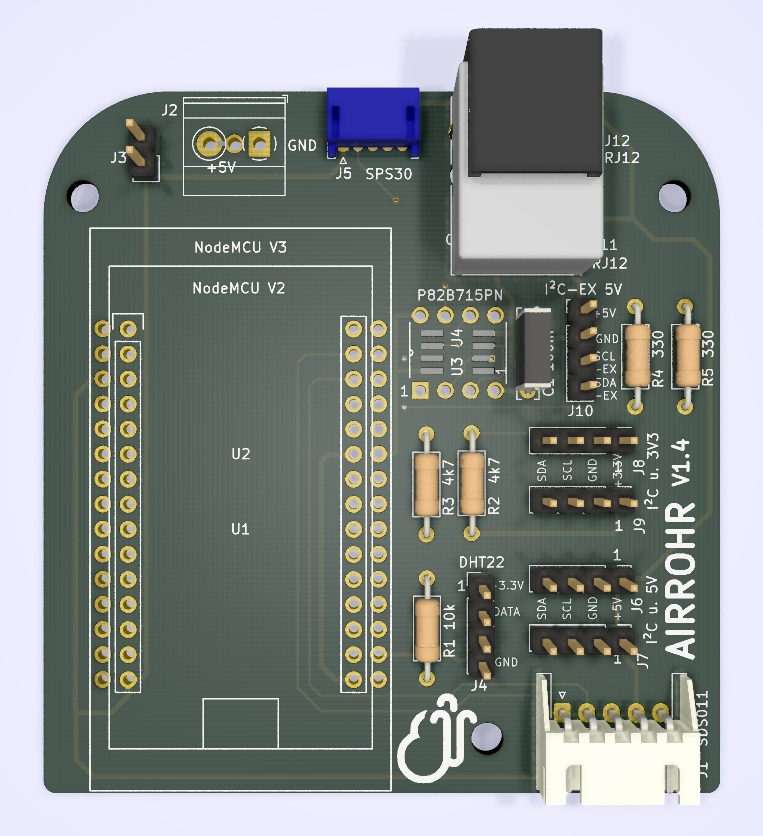 J2
J3
+5V
GND
J5
SPS30
J12
RJ12
RJ12
NodeMCU V3
NodeMCU V2
P82B715PN
I²C-EX 5V
+5V
GND
SCL
-EX
SDA
-EX
J10
U4
U3
1
1
R4 330
R5 330
U2
U1
R3 4k7
R2 4k7
SDA
SCL
GND
J8
I²C u. 3V3
1
J9
DHT22
1
3.3V
DATA
GND
J4
R1 10k
1
SDA
SCL
GND
+5V
J6
I²C u. 5V
1
J7
AIRROHR V1.4
J1 SDS011